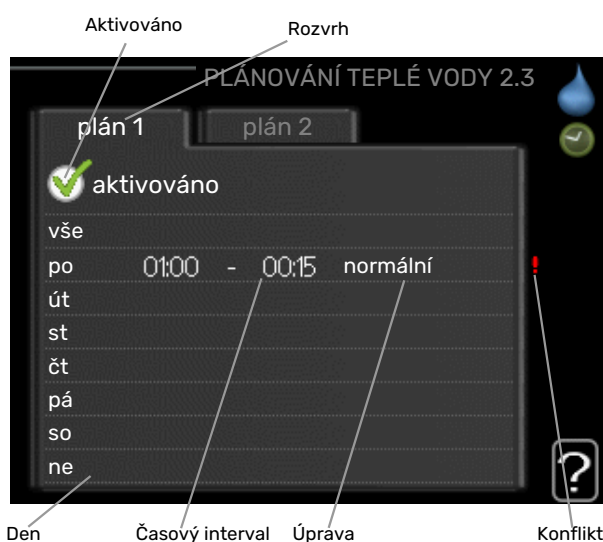 Aktivováno
Rozvrh
PLÁNOVÁNÍ TEPLÉ VODY 2.3
plán 1
plán 2
aktivováno
vše
po 01:00 - 00:15 normální !
út
st
čt
pá
so
ne
?
Den
Časový interval
Úprava
Konflikt